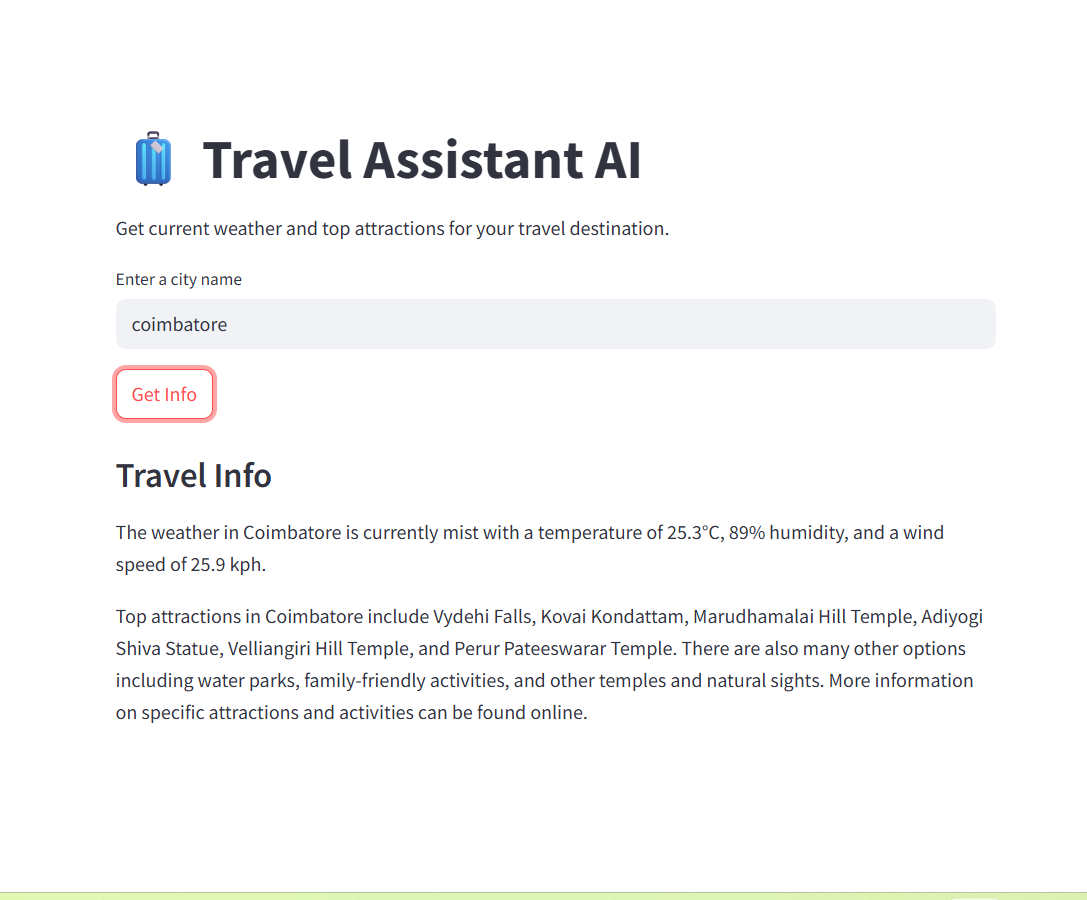 Travel Assistant AI
Get current weather and top attractions for your travel destination.
Enter a city name
coimbatore
Get Info
Travel Info
The weather in Coimbatore is currently mist with a temperature of 25.3°C, 89% humidity, and a wind
speed of 25.9 kph.
Top attractions in Coimbatore include Vydehi Falls, Kovai Kondattam, Marudhamalai Hill Temple, Adiyogi
Shiva Statue, Velliangiri Hill Temple, and Perur Pateeswarar Temple. There are also many other options
including water parks, family-friendly activities, and other temples and natural sights. More information
on specific attractions and activities can be found online.